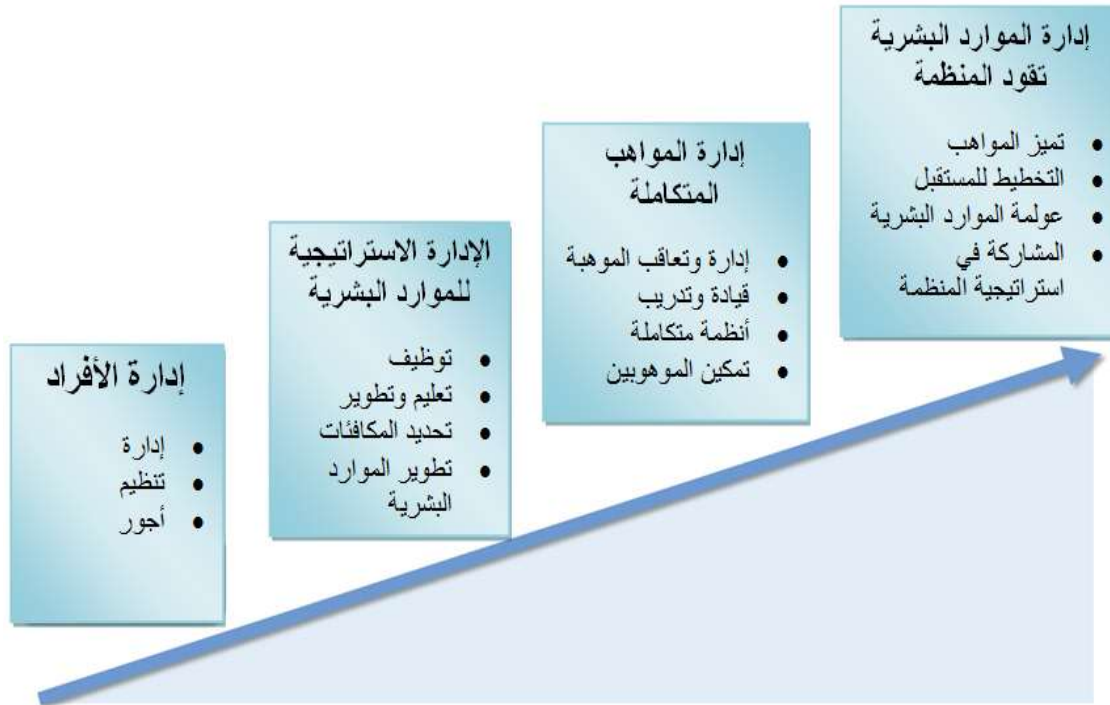 إدارة الأفراد
إدارة
تنظيم
أجور
الإدارة الاستراتيجية
للموارد البشرية
توظيف
تعليم وتطوير
تحديد المكافئات
تطوير الموارد
البشرية
إدارة المواهب
المتكاملة
إدارة وتعاقب الموهبة
قيادة وتدريب
أنظمة متكاملة
تمكين الموهوبين
إدارة الموارد البشرية
تقود المنظمة
تميز المواهب
التخطيط للمستقبل
عولمة الموارد البشرية
المشاركة في
استراتيجية المنظمة